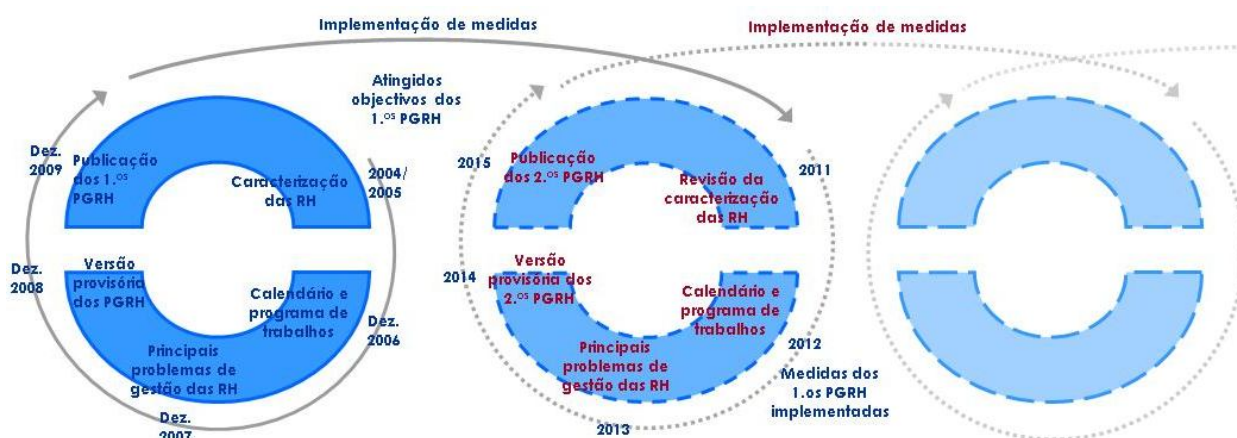 Implementação de medidas
Implementação de medidas
Atingidos
objectivos dos
1.ºs PGRH
Dez.
2009
Publicação
dos 1.ºs
PGRH
Caracterização
das RH
2004/
2005
Dez.
2008
Versão
provisória
dos PGRH
Calendário e
programa de
trabalhos
Dez.
2006
Principais
problemas de
gestão das RH
Dez.
2007
2015
Publicação
dos 2.ºs PGRH
Revisão da
caracterização
das RH
2011
2014
Versão
provisória dos
2.ºs PGRH
Calendário e
programa de
trabalhos
2012
Principais
problemas de
gestão das RH
Medidas dos
1.os PGRH
implementadas
2013